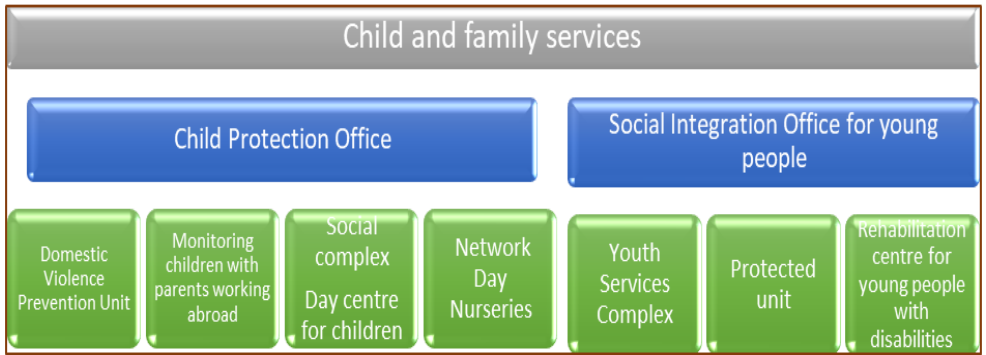 Child and family services
Child Protection Office
Social Integration Office for young
people
Domestic
Violence
Prevention Unit
Monitoring
children with
parents working
abroad
Social
complex
Day centre
for children
Network
Day
Nurseries
Youth
Services
Complex
Protected
unit
Rehabilitation
centre for
young people
with
disabilities